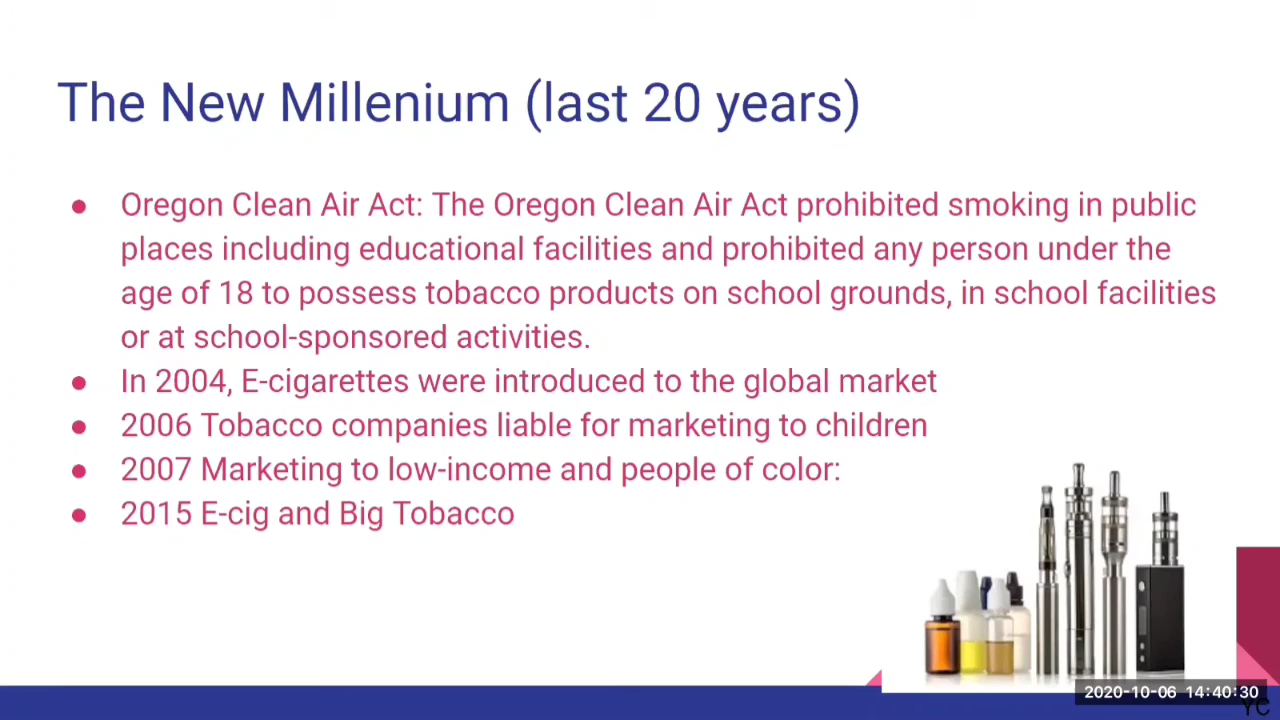 The New Millenium (last 20 years)
● Oregon Clean Air Act: The Oregon Clean Air Act prohibited smoking in public
places including educational facilities and prohibited any person under the
age of 18 to possess tobacco products on school grounds, in school facilities
or at school-sponsored activities.
● In 2004, E-cigarettes were introduced to the global market
● 2006 Tobacco companies liable for marketing to children
● 2007 Marketing to low-income and people of color:
● 2015 E-cig and Big Tobacco
2020-10-06 14:40:30
YC